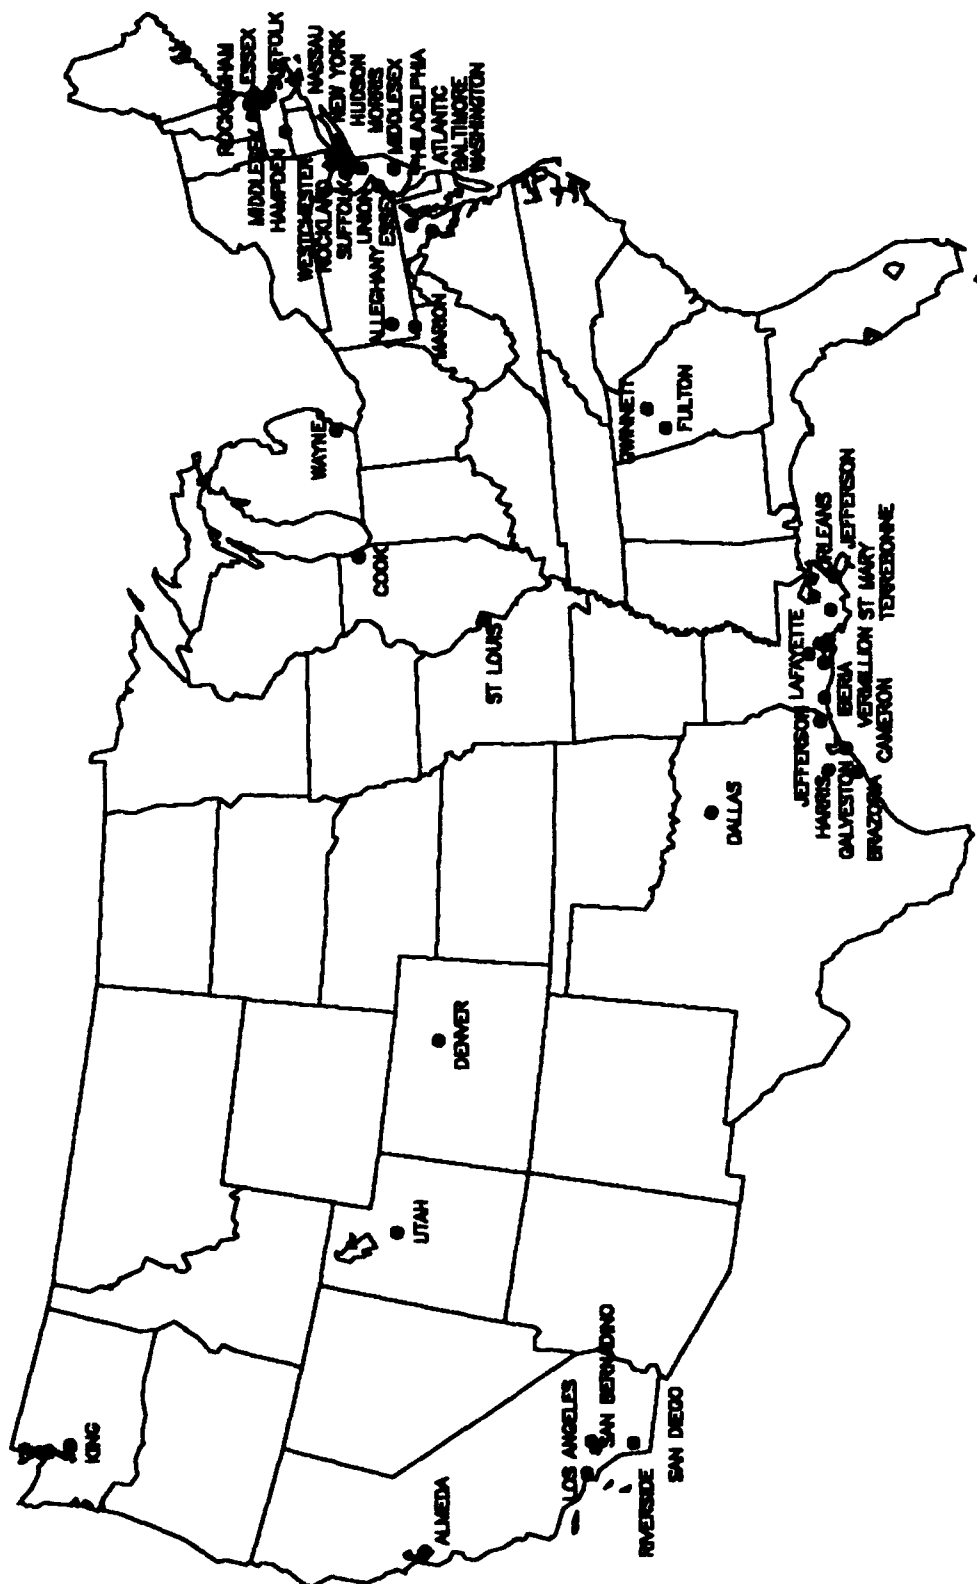 KING
ALMEDA
LOS ANGELES
SAN BERNADINO
RIVERSIDE
SAN DIEGO
UTAH
DENVER
DALLAS
ST LOUIS
COOK
WAYNE
JEFFERSON
HARRIS
GALVESTON
BRAZORIA
LAFAYETTE
IBERIA
VERMILLION
CAMERON
ST MARY
TERREBONNE
ORLEANS
JEFFERSON
GWINNETT
FULTON
ALLEGHANY
MARION
ROCKINGHAM
ESSEX
MIDDLESEX
SUFFOLK
HAMPDEN
NASSAU
WESTCHESTER
NEW YORK
ROCKLAND
HUDSON
SUFFOLK
MORRIS
UNION
MIDDLESEX
ESSEX
PHILADELPHIA
ATLANTIC
BALTIMORE
WASHINGTON